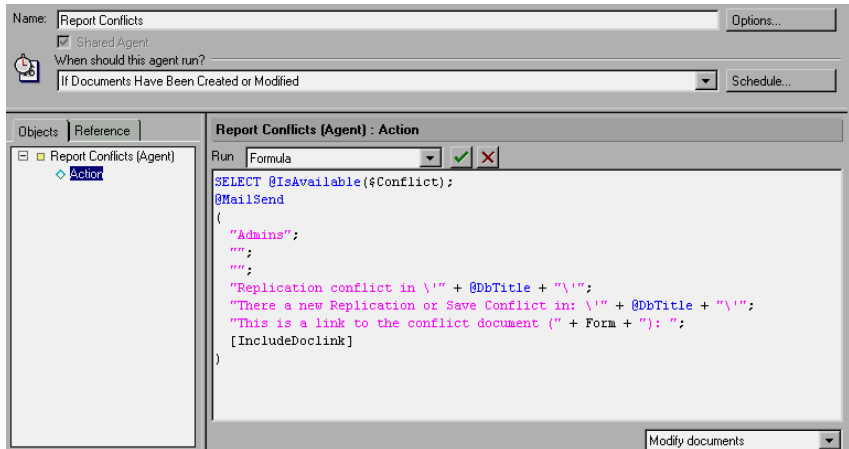 Name: Report Conflicts Options...
Shared Agent
When should this agent run?
If Documents Have Been Created or Modified Schedule...
Objects Reference
Report Conflicts (Agent) : Action
Report Conflicts (Agent)
Action
Run Formula
SELECT @IsAvailable($Conflict);
@MailSend
(
"Admins";
"";
"";
"Replication conflict in \'" + @DbTitle + "\'";
"There a new Replication or Save Conflict in: \'" + @DbTitle + "\'";
"This is a link to the conflict document (" + Form + "): ";
[IncludeDoclink]
)
Modify documents